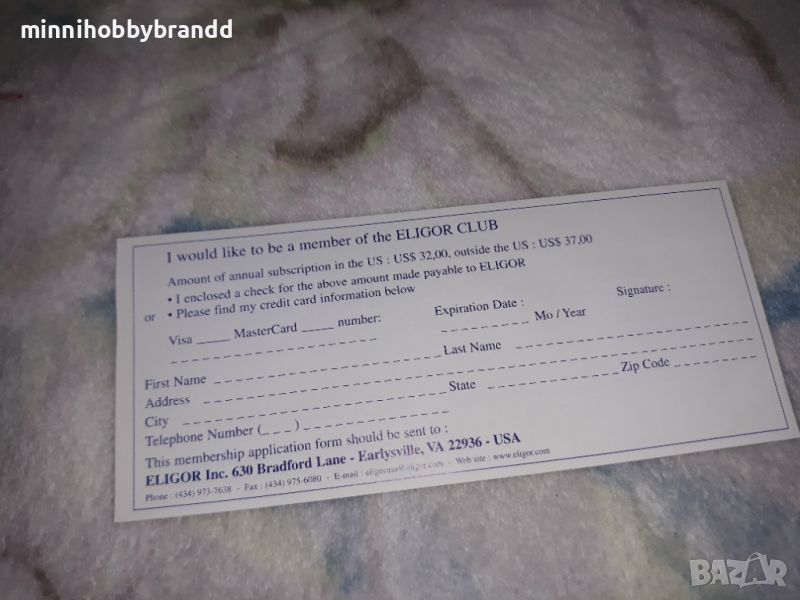 minnihobbybrandd
I would like to be a member of the ELIGOR CLUB
Amount of annual subscription in the US : US$ 32,00, outside the US : US$ 37,00
• I enclosed a check for the above amount made payable to ELIGOR
or • Please find my credit card information below
Visa _____ MasterCard _____ number: Expiration Date : Signature :
Mo / Year
First Name Last Name
Address
City State Zip Code
Telephone Number (_ _ _ )
This membership application form should be sent to :
ELIGOR Inc. 630 Bradford Lane - Earlysville, VA 22936 - USA
Phone : (434) 973-7638 - Fax : (434) 975-6080 - E-mail : @eligor.com - Web site : www.eligor.com
BAZAR